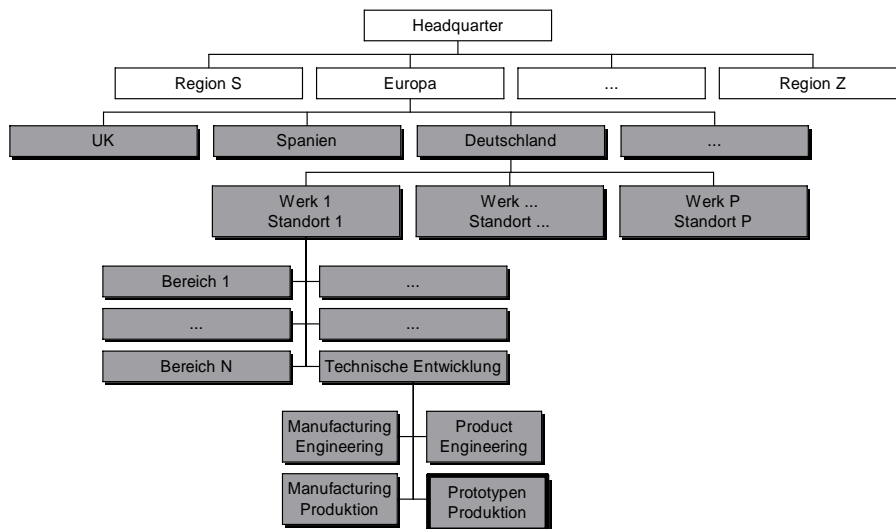 Headquarter
Region S
Europa
...
Region Z
UK
Spanien
Deutschland
...
Werk 1
Standort 1
Werk ...
Standort ...
Werk P
Standort P
Bereich 1
...
...
...
Bereich N
Technische Entwicklung
Manufacturing
Engineering
Product
Engineering
Manufacturing
Produktion
Prototypen
Produktion